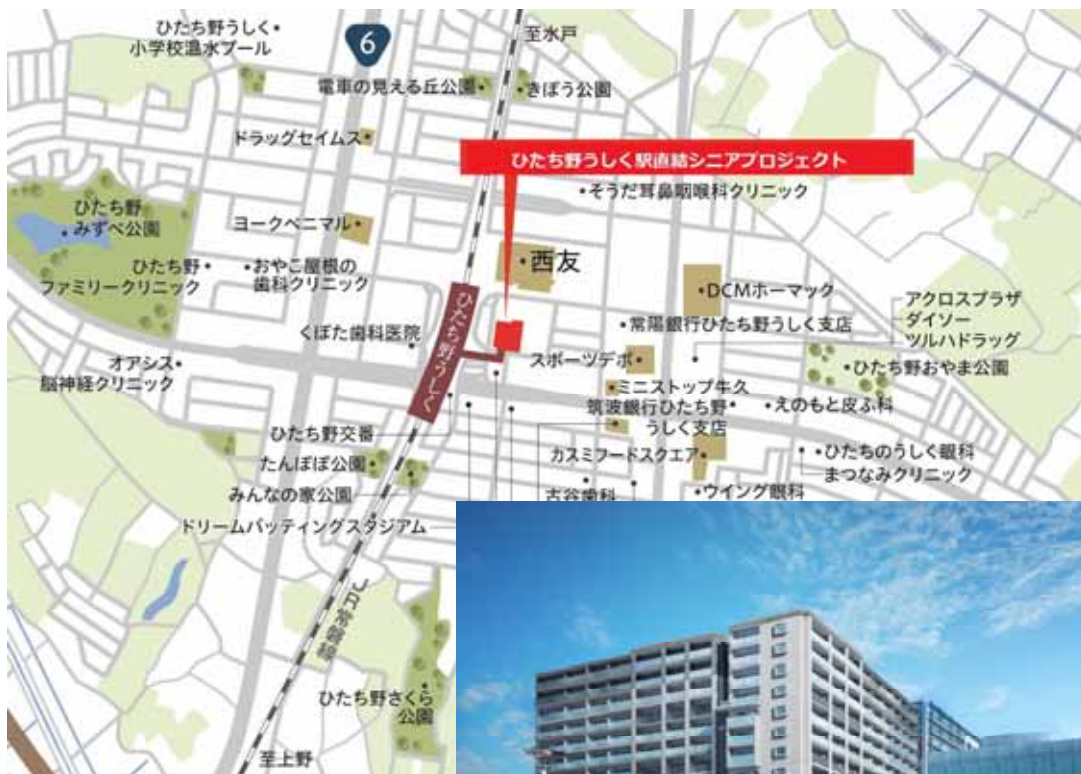 ひたち野うしく
小学校温水プール
6
至水戸
電車の見える丘公園
きぼう公園
ドラッグセイムス
ひたち野うしく駅直結シニアプロジェクト
そうだ耳鼻咽喉科クリニック
ひたち野
みずべ公園
ヨークベニマル
西友
ひたち野
ファミリークリニック
おやこ屋根の
歯科クリニック
DCMホーマック
アクロスプラザ
ダイソー
ツルハドラッグ
くぼた歯科医院
ひたち野うしく
常陽銀行ひたち野うしく支店
オアシス
脳神経クリニック
スポーツデポ
ひたち野おやま公園
ミニストップ牛久
筑波銀行ひたち野
うしく支店
えのもと皮ふ科
ひたち野交番
たんぽぽ公園
カスミフードスクエア
ひたちのうしく眼科
まつなみクリニック
みんなの家公園
古谷歯科
ウイング眼科
ドリームバッティングスタジアム
JR常磐線
ひたち野さくら
公園
至上野